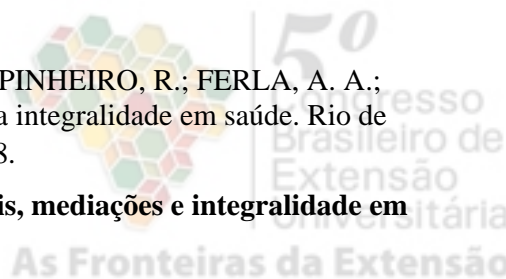 5º
PINHEIRO, R.; FERLA, A. A.;
Congresso
a integralidade em saúde. Rio de
Brasileiro de
8.
Extensão
is, mediações e integralidade em
Universitária
As Fronteiras da Extensão